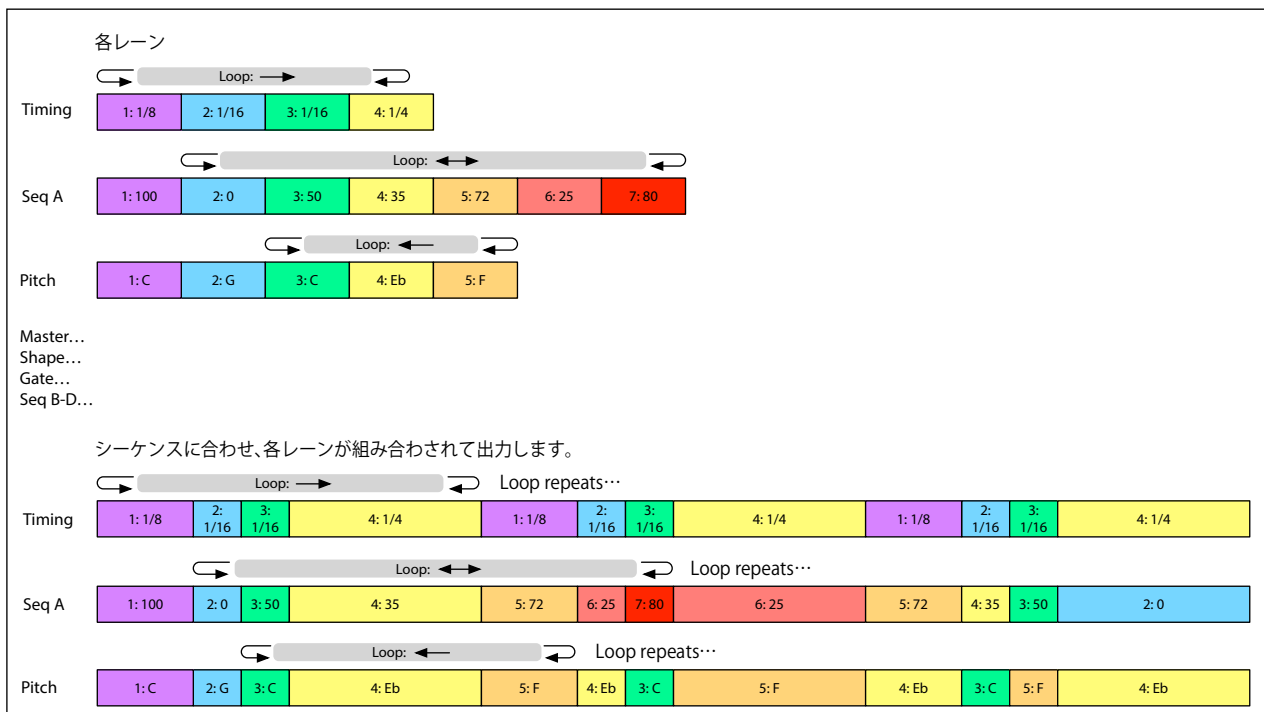 各レーン
Loop:
Timing 1: 1/8 2: 1/16 3: 1/16 4: 1/4
Loop:
Seq A 1: 100 2: 0 3: 50 4: 35 5: 72 6: 25 7: 80
Loop:
Pitch 1: C 2: G 3: C 4: Eb 5: F
Master…
Shape…
Gate…
Seq B-D…
シーケンスに合わせ、各レーンが組み合わされて出力します。
Loop: Loop repeats…
Timing 1: 1/8 2: 1/16 3: 1/16 4: 1/4 1: 1/8 2: 1/16 3: 1/16 4: 1/4 1: 1/8 2: 1/16 3: 1/16 4: 1/4
Loop: Loop repeats…
Seq A 1: 100 2: 0 3: 50 4: 35 5: 72 6: 25 7: 80 6: 25 5: 72 4: 35 3: 50 2: 0
Loop: Loop repeats…
Pitch 1: C 2: G 3: C 4: Eb 5: F 4: Eb 3: C 5: F 4: Eb 3: C 5: F 4: Eb